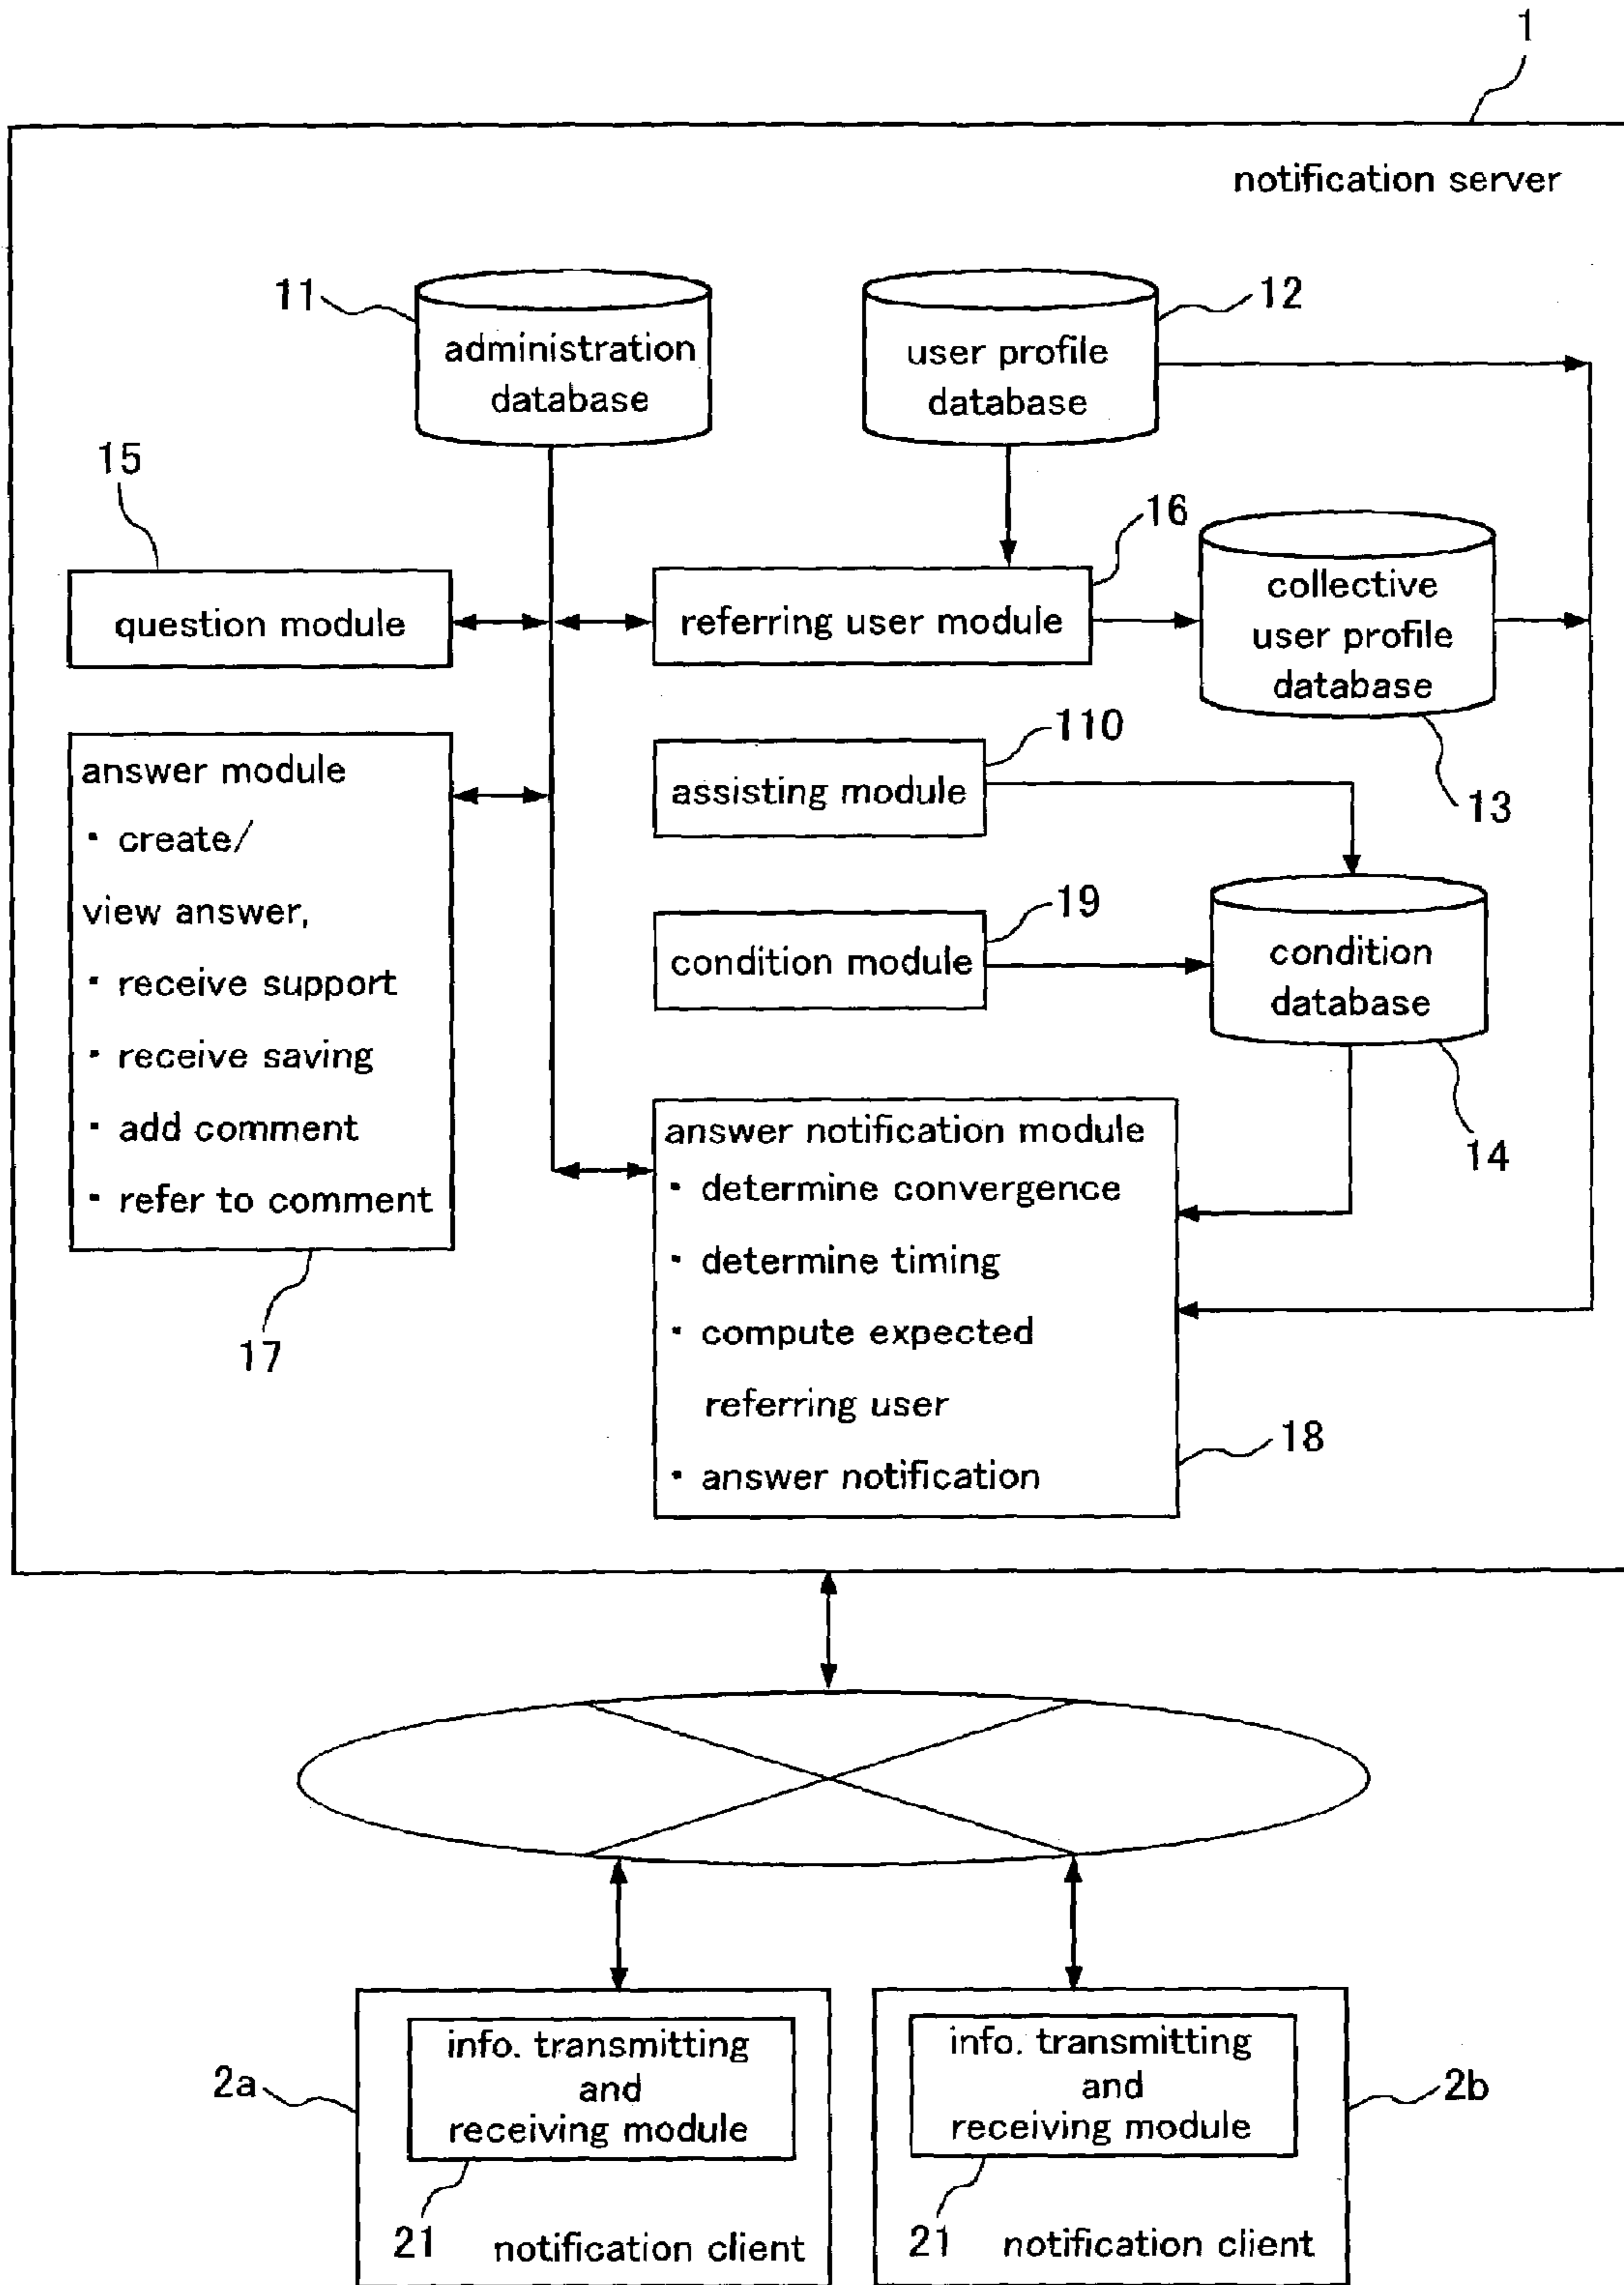 1
notification server
11
administration
database
12
user profile
database
15
question module
16
referring user module
collective
user profile
database
13
answer module
・ create/
view answer,
・ receive support
・ receive saving
・ add comment
・ refer to comment
17
110
assisting module
19
condition module
condition
database
14
answer notification module
・ determine convergence
・ determine timing
・ compute expected
referring user
・ answer notification
18
2a
info. transmitting
and
receiving module
21
notification client
info. transmitting
and
receiving module
2b
21
notification client